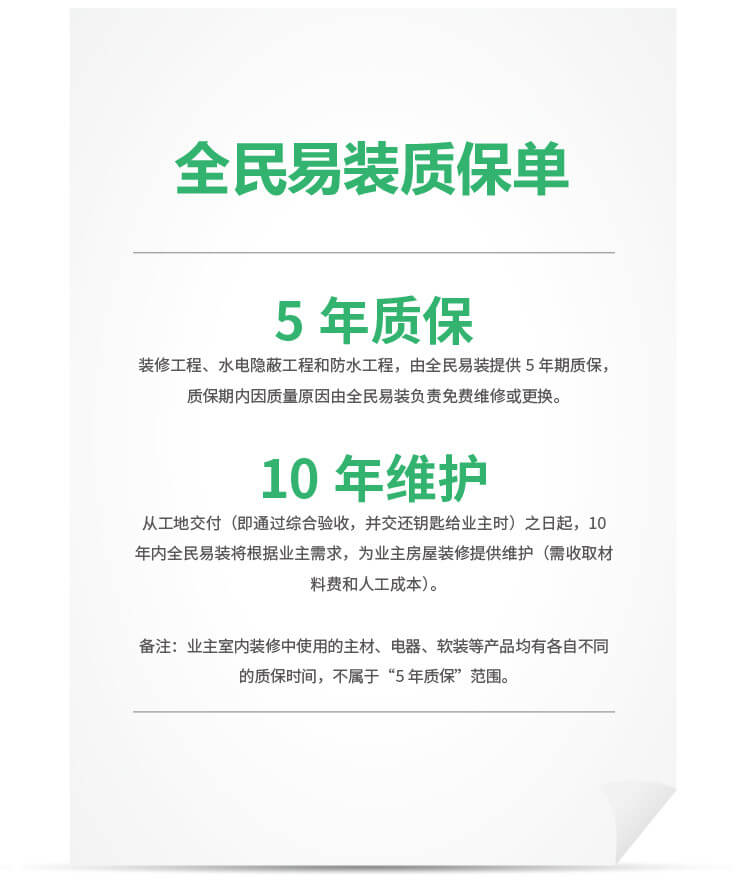 全民易装质保单
5 年质保
装修工程、水电隐蔽工程和防水工程，由全民易装提供 5 年期质保，
质保期内因质量原因由全民易装负责免费维修或更换。
10 年维护
从工地交付（即通过综合验收，并交还钥匙给业主时）之日起，10
年内全民易装将根据业主需求，为业主房屋装修提供维护（需收取材
料费和人工成本）。
备注：业主室内装修中使用的主材、电器、软装等产品均有各自不同
的质保时间，不属于“5 年质保”范围。